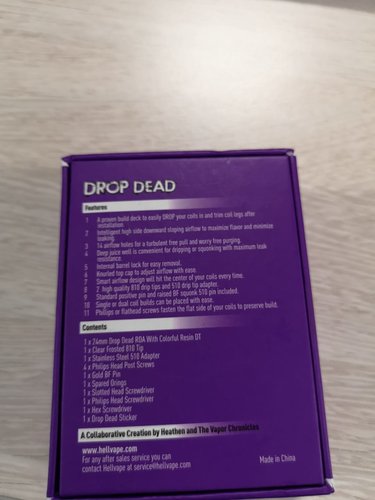 DROP DEAD
Features
1 A proven build deck to easily DROP your coils in and trim coil legs after
installation.
2 Intelligent high side downward sloping airflow to maximize flavor and minimize
leaking.
3 14 airflow holes for a turbulent free pull and worry free purging.
4 Deep juice well is convenient for dripping or squonking with maximum leak
resistance.
5 Internal barrel lock for easy removal.
6 Knurled top cap to adjust airflow with ease.
7 Smart airflow design will hit the center of your coils every time.
8 2 high quality 810 drip tips and 510 drip tip adapter.
9 Standard positive pin and raised BF squonk 510 pin included.
10 Single or dual coil builds can be placed with ease.
11 Phillips or flathead screws fasten the flat side of your coils to preserve build.
Contents
1 x 24mm Drop Dead RDA With Colorful Resin DT
1 x Clear Frosted 810 Tip
1 x Stainless Steel 510 Adapter
4 x Philips Head Post Screws
1 x Gold BF Pin
1 x Spared Orings
1 x Slotted Head Screwdriver
1 x Philips Head Screwdriver
1 x Hex Screwdriver
1 x Drop Dead Sticker
A Collaborative Creation by Heathen and The Vapor Chronicles
www.hellvape.com
For any after sales service you can
contact Hellvape at service@hellvape.com
Made in China